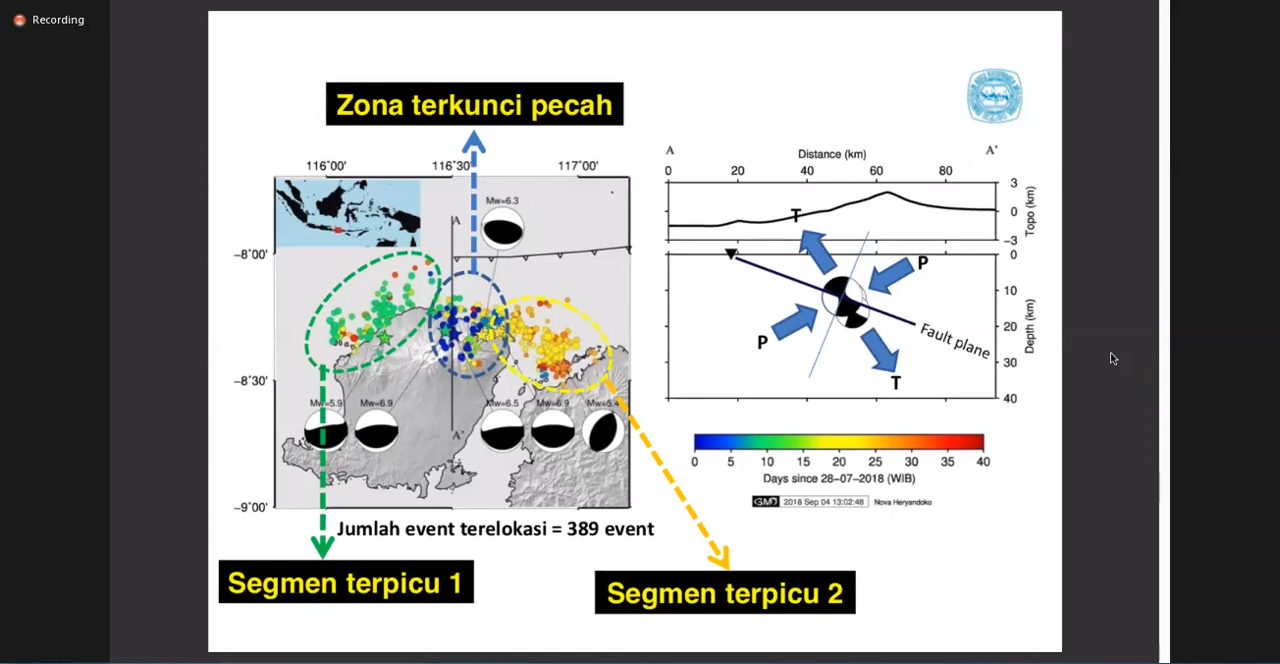 Recording
Zona terkunci pecah
116°00'
116°30'
117°00'
Mw=6.3
A
−8°00'
−8°30'
−9°00'
Mw=5.9
Mw=6.9
Mw=6.5
Mw=6.9
A'
Jumlah event terelokasi = 389 event
Segmen terpicu 1
Segmen terpicu 2
A
Distance (km)
A'
0
20
40
60
80
3
0
−3
Topo (km)
T
P
0
10
20
30
40
Depth (km)
P
Fault plane
T
0
5
10
15
20
25
30
35
40
Days since 28−07−2018 (WIB)
GMD 2018 Sep 04 13:02:46 Nova Heryandoko